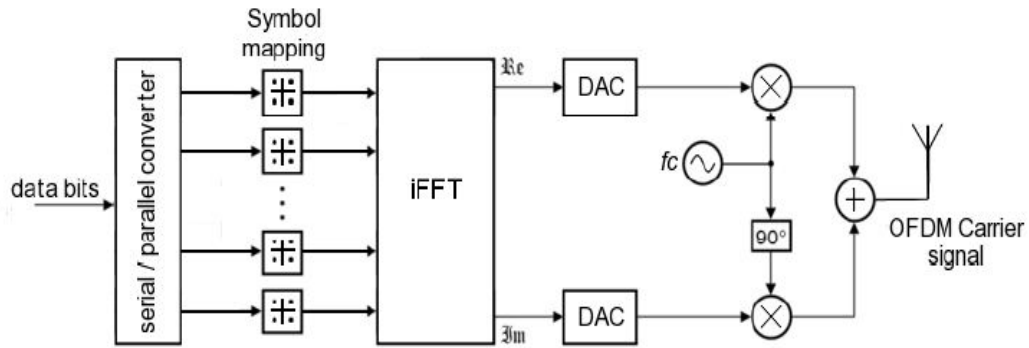 Symbol
mapping
serial / parallel converter
data bits
iFFT
ℜe
ℑm
DAC
DAC
fc
90°
OFDM Carrier
signal